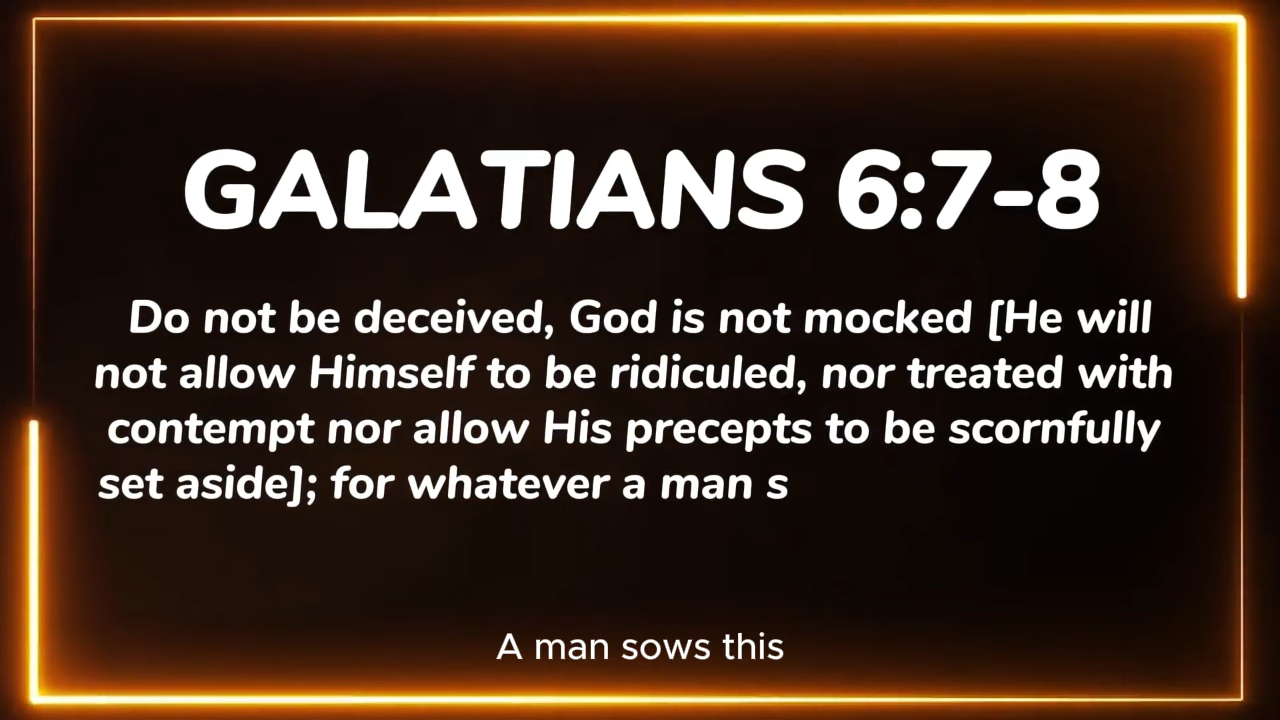 GALATIANS 6:7-8
Do not be deceived, God is not mocked [He will
not allow Himself to be ridiculed, nor treated with
contempt nor allow His precepts to be scornfully
set aside]; for whatever a man s
A man sows this